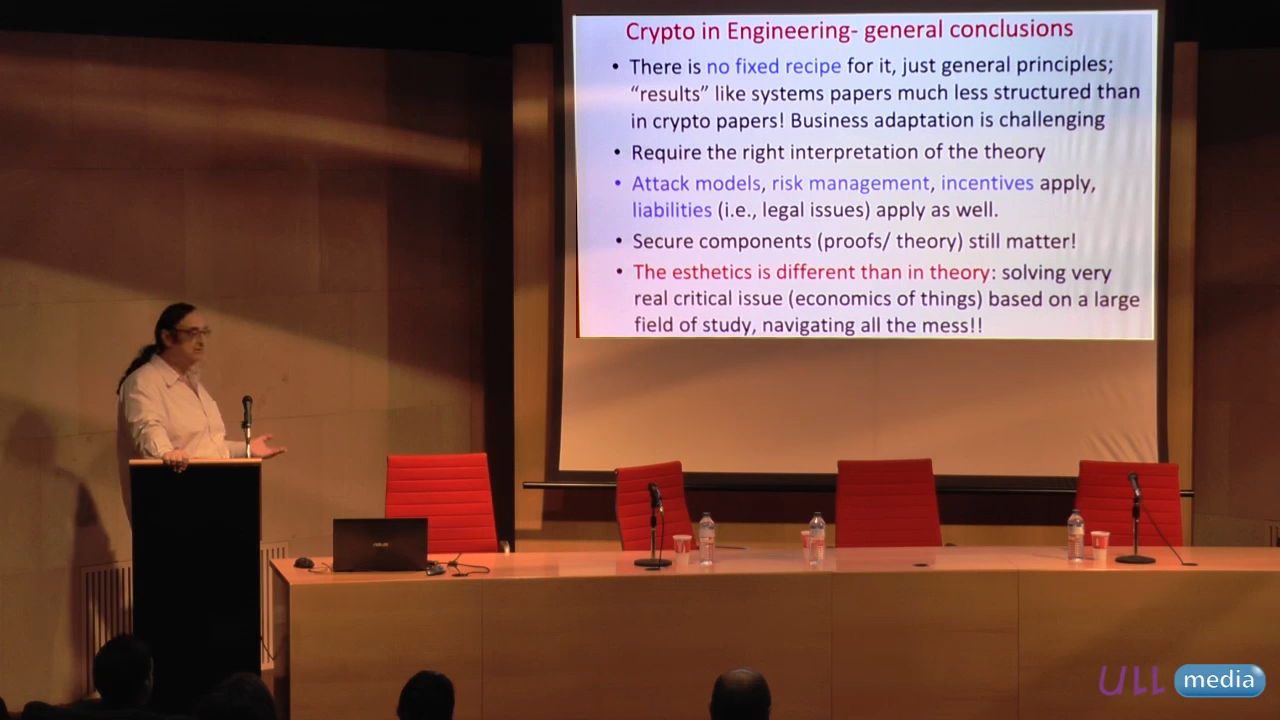 Crypto in Engineering- general conclusions
• There is no fixed recipe for it, just general principles;
“results” like systems papers much less structured than
in crypto papers! Business adaptation is challenging
• Require the right interpretation of the theory
• Attack models, risk management, incentives apply,
liabilities (i.e., legal issues) apply as well.
• Secure components (proofs/ theory) still matter!
• The esthetics is different than in theory: solving very
real critical issue (economics of things) based on a large
field of study, navigating all the mess!!
ASUS
ULL media